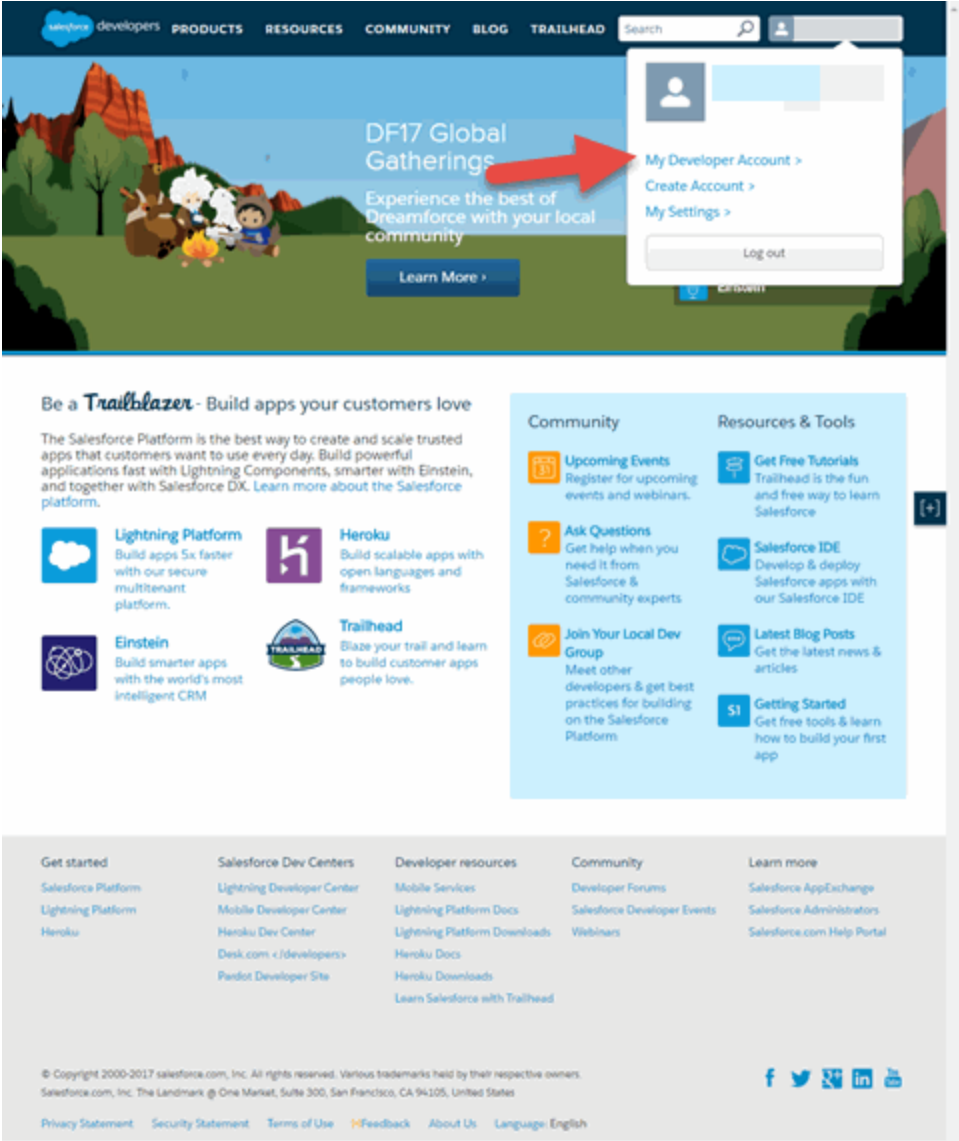 salesforce developers PRODUCTS RESOURCES COMMUNITY BLOG TRAILHEAD Search
My Developer Account >
Create Account >
My Settings >
Log out
DF17 Global
Gatherings
Experience the best of
Dreamforce with your local
community
Learn More ›
Einstein
Be a Trailblazer - Build apps your customers love
The Salesforce Platform is the best way to create and scale trusted
apps that customers want to use every day. Build powerful
applications fast with Lightning Components, smarter with Einstein,
and together with Salesforce DX. Learn more about the Salesforce
platform.
Lightning Platform
Build apps 5x faster
with our secure
multitenant
platform.
Heroku
Build scalable apps with
open languages and
frameworks
Einstein
Build smarter apps
with the world's most
intelligent CRM
TRAILHEAD
Trailhead
Blaze your trail and learn
to build customer apps
people love.
Community
31
Upcoming Events
Register for upcoming
events and webinars.
?
Ask Questions
Get help when you
need it from
Salesforce &
community experts
Join Your Local Dev
Group
Meet other
developers & get best
practices for building
on the Salesforce
Platform
Resources & Tools
Get Free Tutorials
Trailhead is the fun
and free way to learn
Salesforce
Salesforce IDE
Develop & deploy
Salesforce apps with
our Salesforce IDE
Latest Blog Posts
Get the latest news &
articles
S1
Getting Started
Get free tools & learn
how to build your first
app
[+]
Get started
Salesforce Platform
Lightning Platform
Heroku
Salesforce Dev Centers
Lightning Developer Center
Mobile Developer Center
Heroku Dev Center
Desk.com </developers>
Pardot Developer Site
Developer resources
Mobile Services
Lightning Platform Docs
Lightning Platform Downloads
Heroku Docs
Heroku Downloads
Learn Salesforce with Trailhead
Community
Developer Forums
Salesforce Developer Events
Webinars
Learn more
Salesforce AppExchange
Salesforce Administrators
Salesforce.com Help Portal
© Copyright 2000-2017 salesforce.com, inc. All rights reserved. Various trademarks held by their respective owners.
Salesforce.com, Inc. The Landmark @ One Market, Suite 300, San Francisco, CA 94105, United States
Privacy Statement Security Statement Terms of Use Feedback About Us Language: English